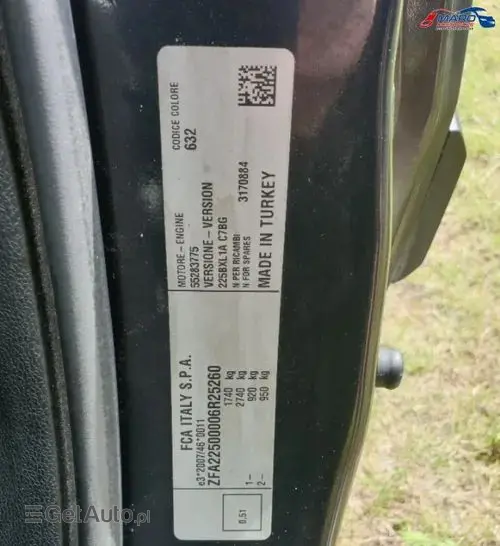 FCA ITALY S.P.A.
e3*2007/46*0011
ZFA22500006R25260
1740 kg
2740 kg
1– 920 kg
2– 950 kg
0,51
MOTORE–ENGINE
55283775
VERSIONE–VERSION
225BXL1A C7BG
N PER RICAMBI
N FOR SPARES
3170884
MADE IN TURKEY
CODICE COLORE
632
MARO
GetAuto.pl